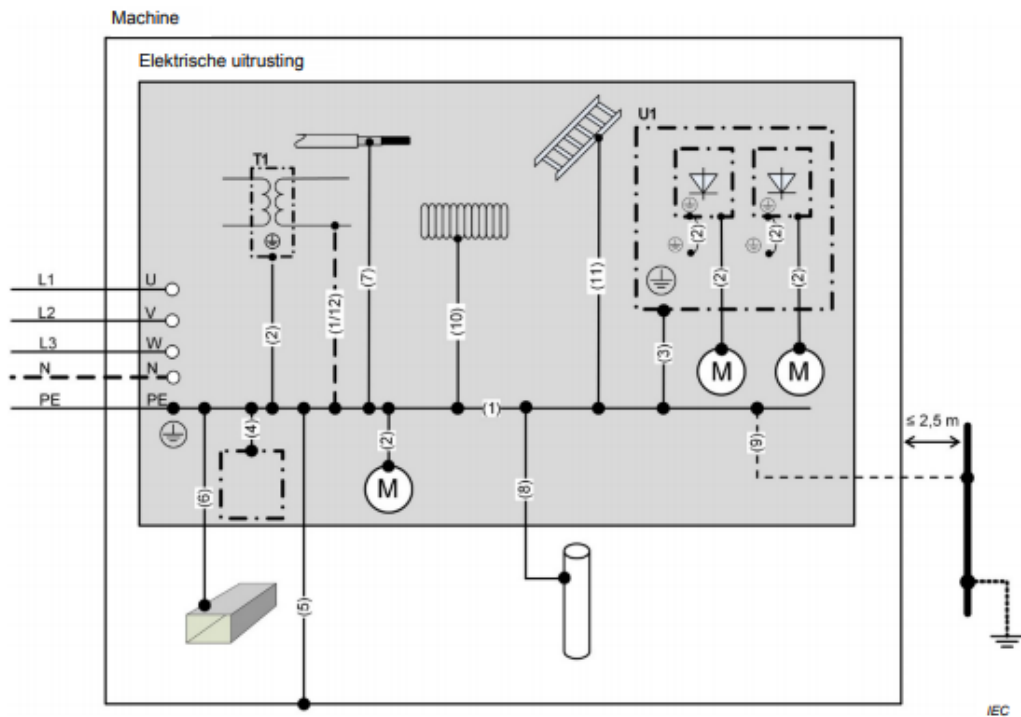 Machine
Elektrische uitrusting
T1
U1
L1 U
L2 V
L3 W
N N
PE PE
(2)
(1/12)
(7)
(10)
(11)
(3)
(2)
(2)
(2)
(2)
M
M
(1)
(4)
(6)
(5)
(2)
M
(8)
(9)
≤ 2,5 m
IEC